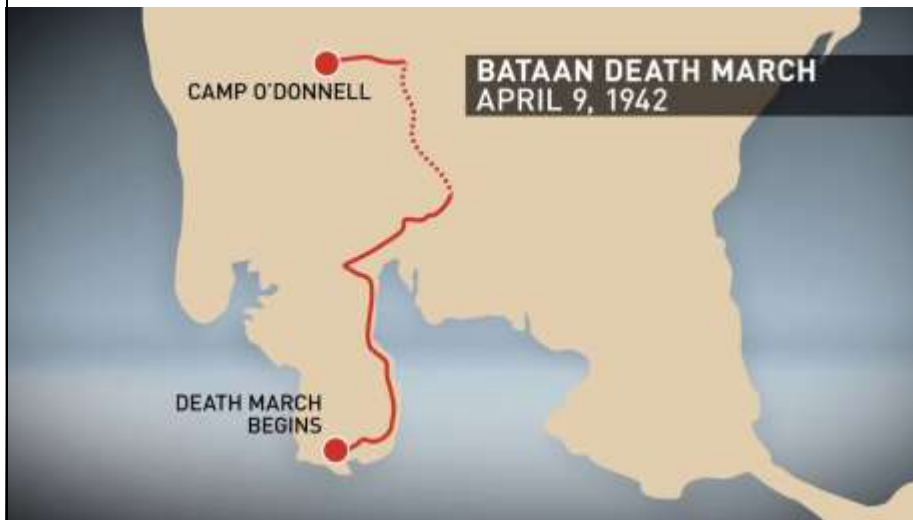 BATAAN DEATH MARCH
APRIL 9, 1942
CAMP O'DONNELL
DEATH MARCH
BEGINS